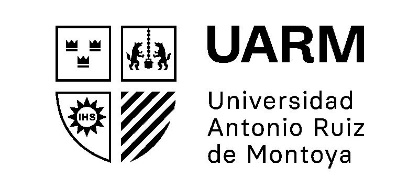 UARM
IHS
Universidad
Antonio Ruiz
de Montoya